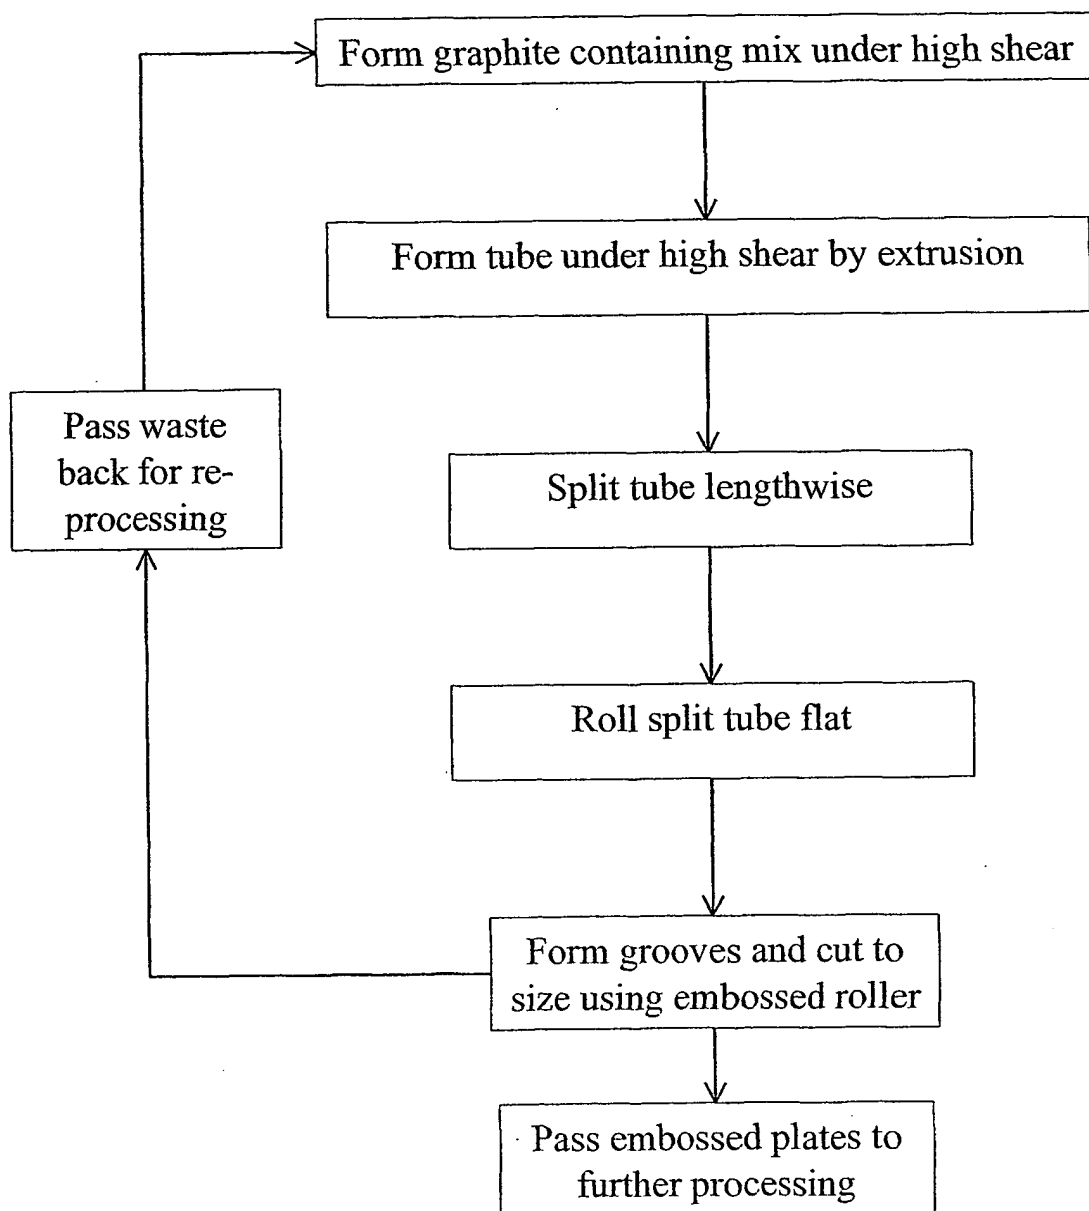 Form graphite containing mix under high shear
Form tube under high shear by extrusion
Pass waste
back for re-
processing
Split tube lengthwise
Roll split tube flat
Form grooves and cut to
size using embossed roller
Pass embossed plates to
further processing